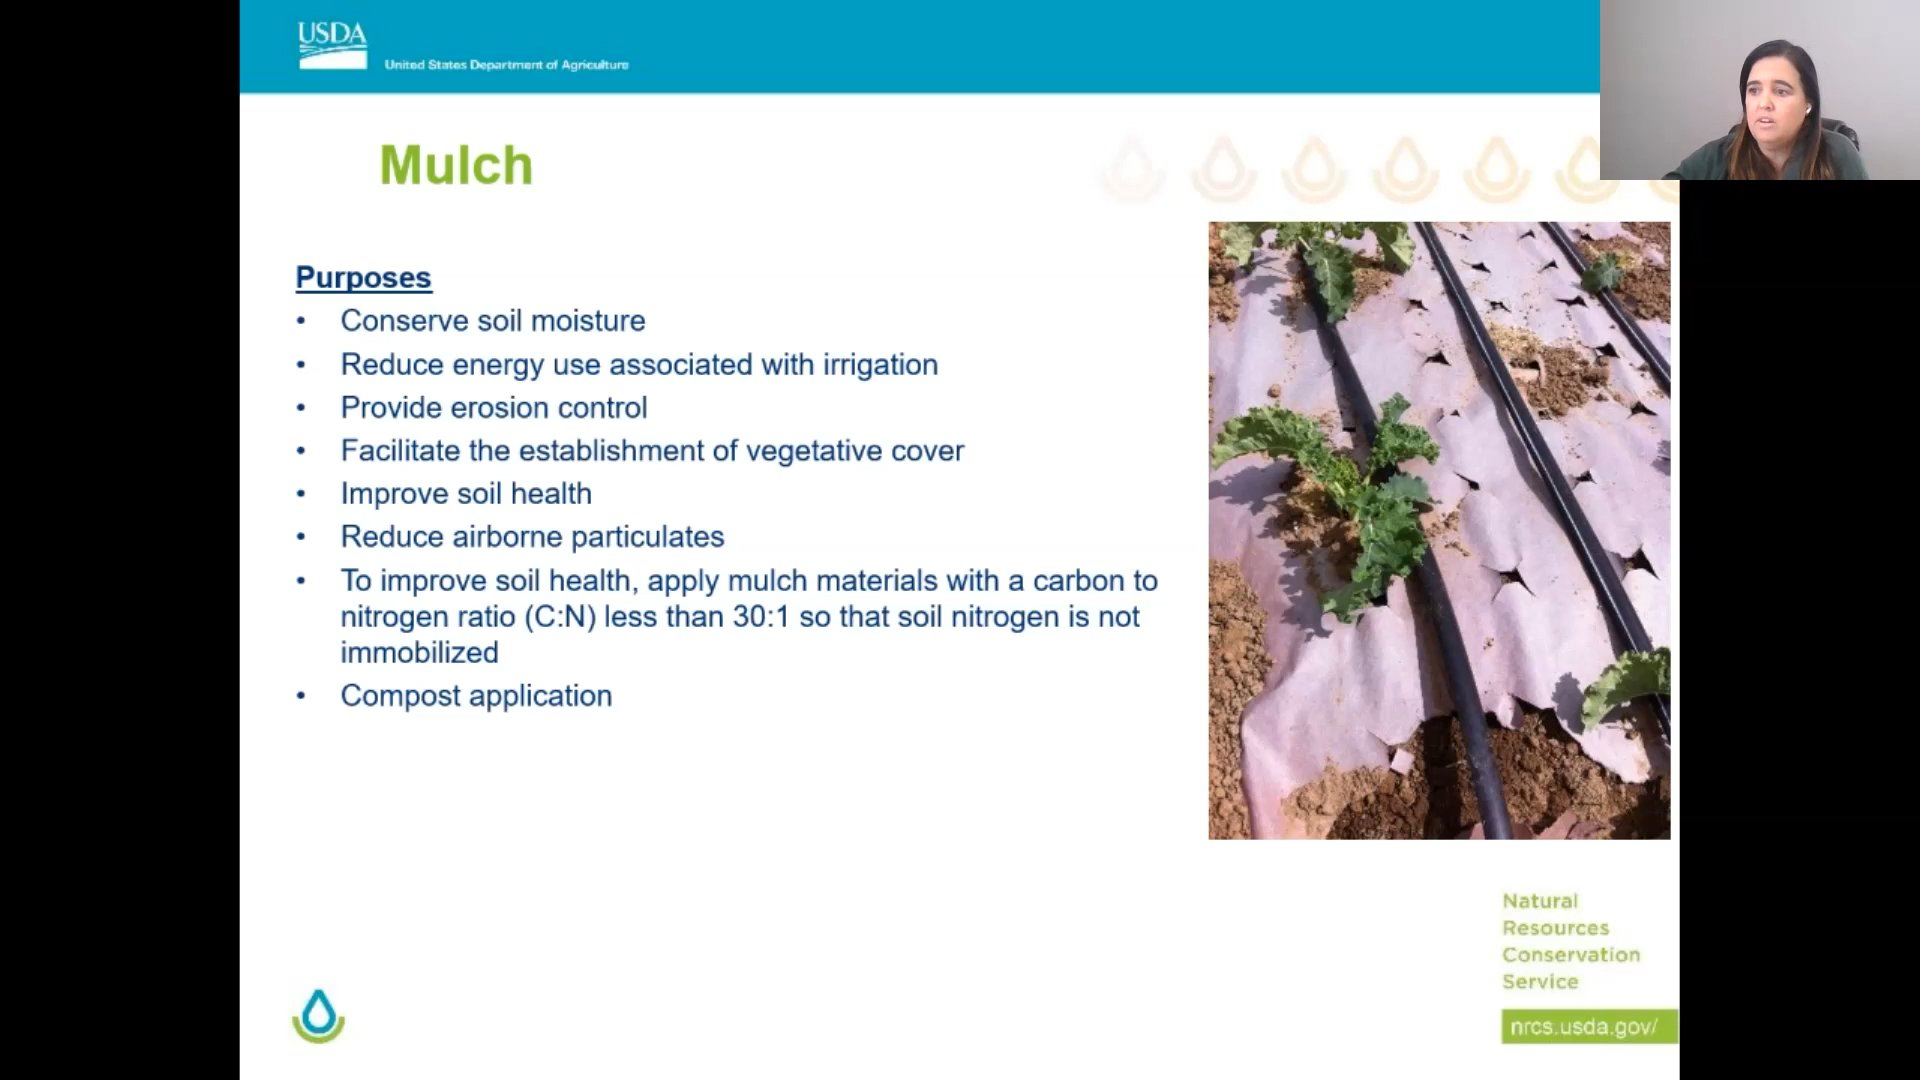 USDA
United States Department of Agriculture
Mulch
Purposes
• Conserve soil moisture
• Reduce energy use associated with irrigation
• Provide erosion control
• Facilitate the establishment of vegetative cover
• Improve soil health
• Reduce airborne particulates
• To improve soil health, apply mulch materials with a carbon to
nitrogen ratio (C:N) less than 30:1 so that soil nitrogen is not
immobilized
• Compost application
Natural
Resources
Conservation
Service
nrcs.usda.gov/